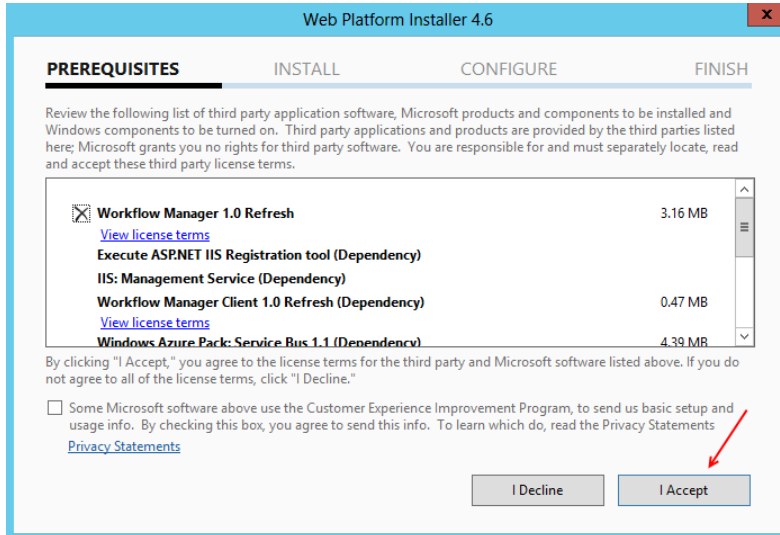 Web Platform Installer 4.6
x
PREREQUISITES INSTALL CONFIGURE FINISH
Review the following list of third party application software, Microsoft products and components to be installed and
Windows components to be turned on. Third party applications and products are provided by the third parties listed
here; Microsoft grants you no rights for third party software. You are responsible for and must separately locate, read
and accept these third party license terms.
Workflow Manager 1.0 Refresh 3.16 MB
View license terms
Execute ASP.NET IIS Registration tool (Dependency)
IIS: Management Service (Dependency)
Workflow Manager Client 1.0 Refresh (Dependency) 0.47 MB
View license terms
Windows Azure Pack: Service Bus 1.1 (Dependency) 4.39 MB
By clicking "I Accept," you agree to the license terms for the third party and Microsoft software listed above. If you do
not agree to all of the license terms, click "I Decline."
Some Microsoft software above use the Customer Experience Improvement Program, to send us basic setup and
usage info. By checking this box, you agree to send this info. To learn which do, read the Privacy Statements
Privacy Statements
I Decline I Accept